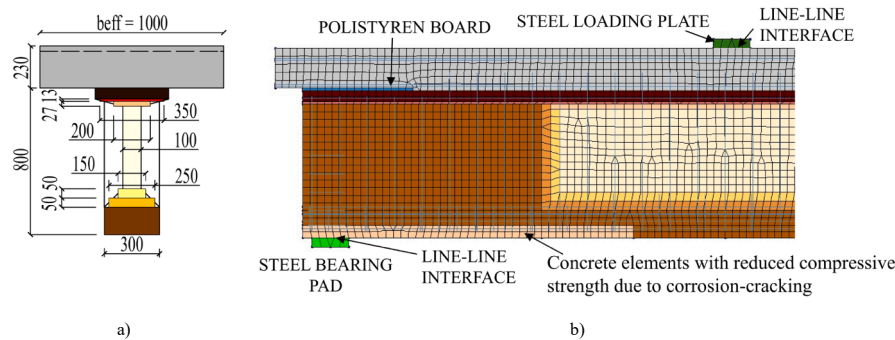 beff = 1000
230
27
13
350
200
100
800
150
250
50
50
300
a)
POLISTYREN BOARD
STEEL LOADING PLATE
LINE-LINE
INTERFACE
STEEL BEARING
PAD
LINE-LINE
INTERFACE
Concrete elements with reduced compressive
strength due to corrosion-cracking
b)